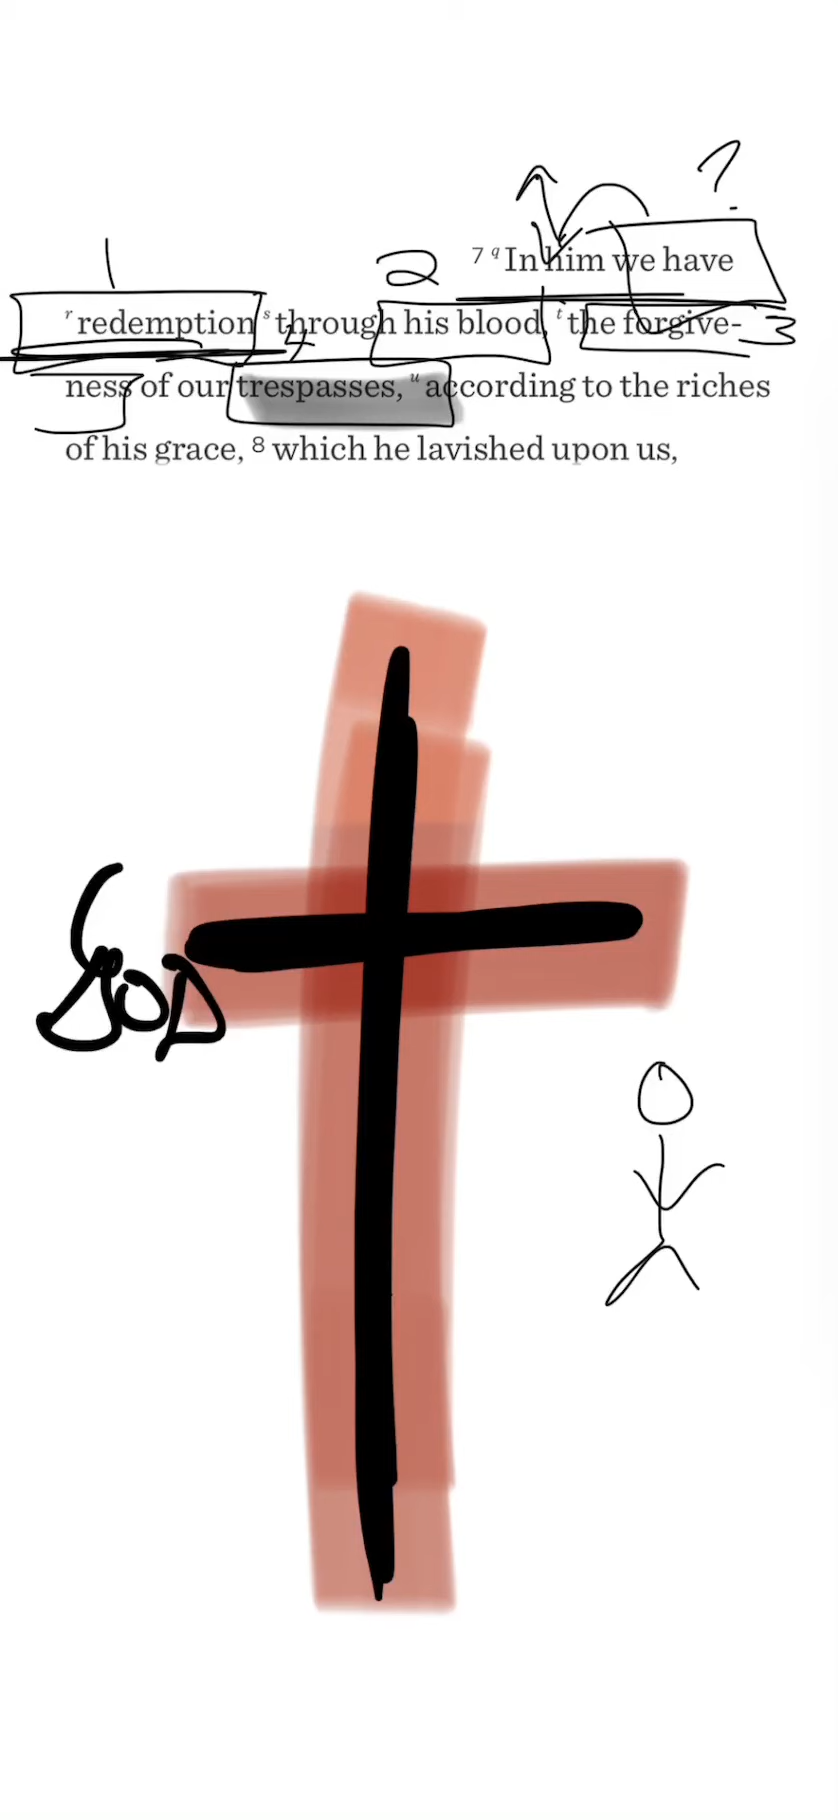 ?
1
2
7 q In him we have
r redemption s through his blood, t the forgive-
3
4
ness of our trespasses, u according to the riches
of his grace, 8 which he lavished upon us,
GOD